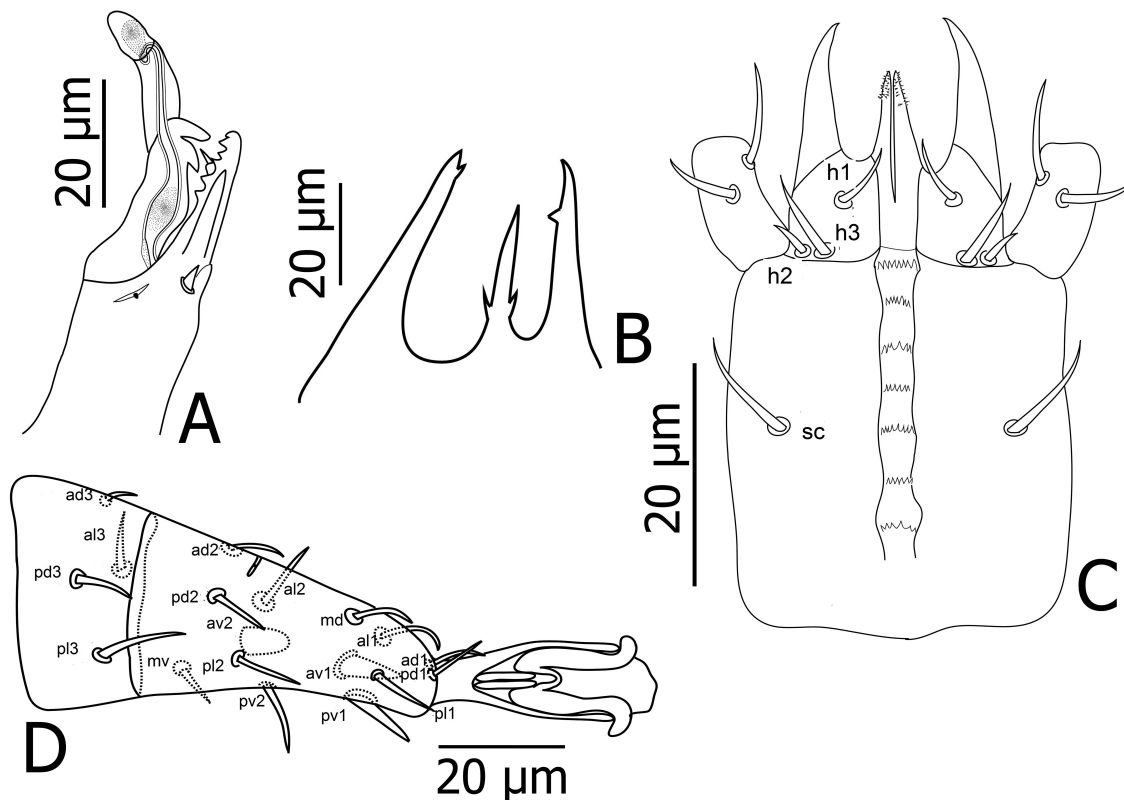 20 µm
A
20 µm
B
h1
h3
h2
sc
20 µm
C
ad3
al3
ad2
pd3
pd2
al2
av2
md
al1
pl3
mv
pl2
av1
ad1
pd1
pv2
pv1
pl1
D
20 µm